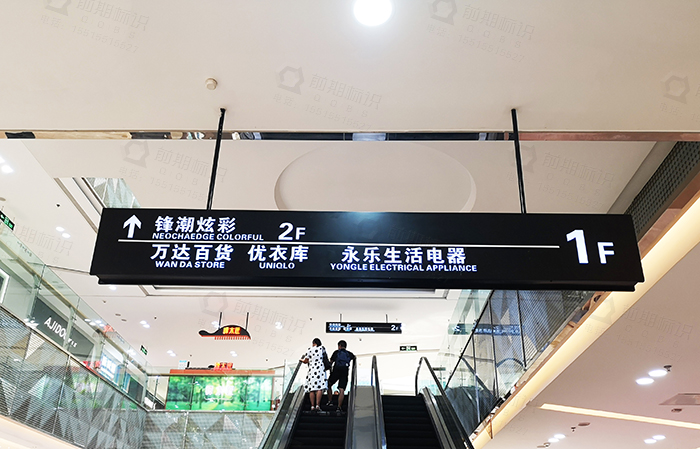 锋潮炫彩 2F
NEOCHAEDGE COLORFUL
万达百货 优衣库 永乐生活电器 1F
WAN DA STORE UNIQLO YONGLE ELECTRICAL APPLIANCE
AJIDO